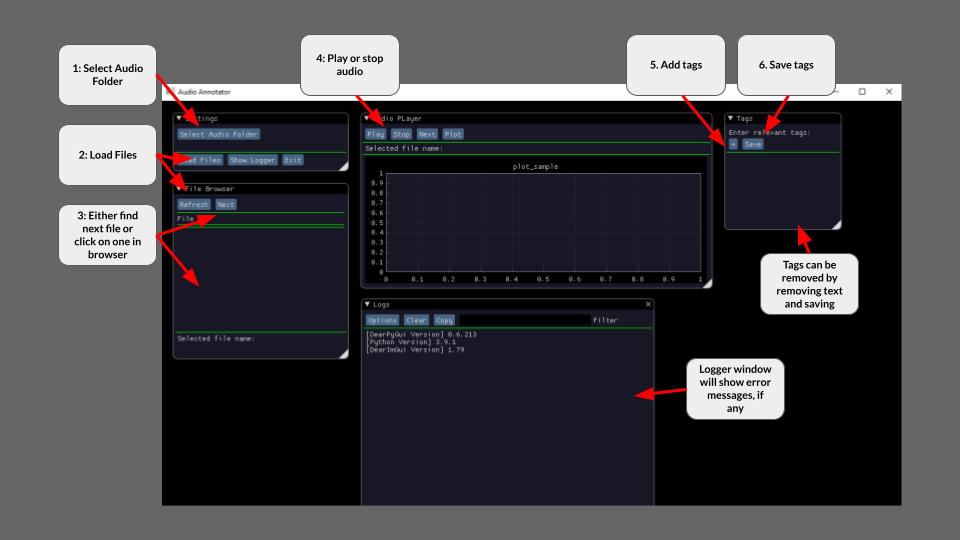 1: Select Audio
Folder
2: Load Files
3: Either find
next file or
click on one in
browser
4: Play or stop
audio
5. Add tags
6. Save tags
Audio Annotator
Select Audio Folder
Files
Show Logger
Exit
File Browser
Refresh
Next
File
Selected file name:
PLayer
Play
Stop
Next
Plot
Selected file name:
plot_sample
1
0.9
0.8
0.7
0.6
0.5
0.4
0.3
0.2
0.1
0
0 0.1 0.2 0.3 0.4 0.5 0.6 0.7 0.8 0.9 1
Tags
Enter relevant tags:
+
Save
Tags can be
removed by
removing text
and saving
Logs
Options
Clear
Copy
Filter
[DearPyGui Version] 0.6.213
[Python Version] 3.9.1
[DearImGui Version] 1.79
Logger window
will show error
messages, if
any